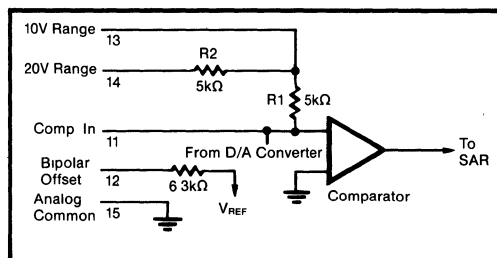 10V Range
13
R2
20V Range
14
5kΩ
R1
5kΩ
Comp In
11
From D/A Converter
To
SAR
Bipolar
Offset
12
6 3kΩ
Comparator
VREF
Analog
Common
15